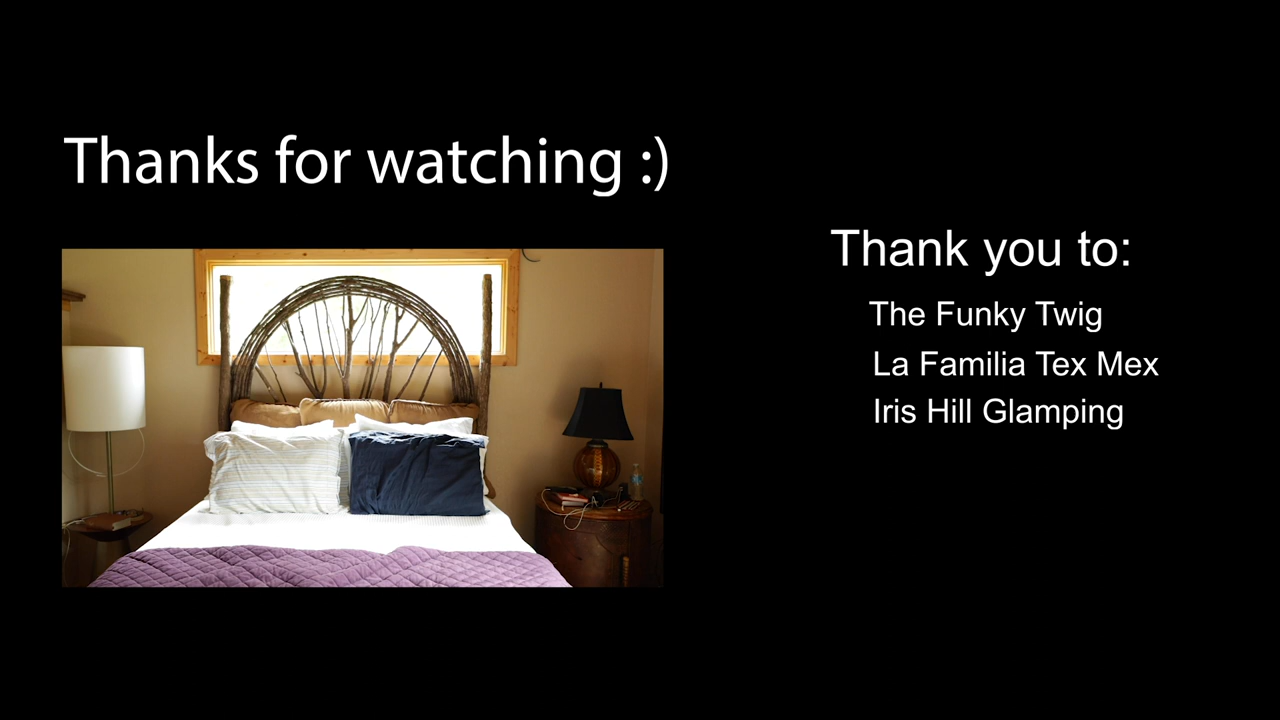 Thanks for watching :)
Thank you to:
The Funky Twig
La Familia Tex Mex
Iris Hill Glamping